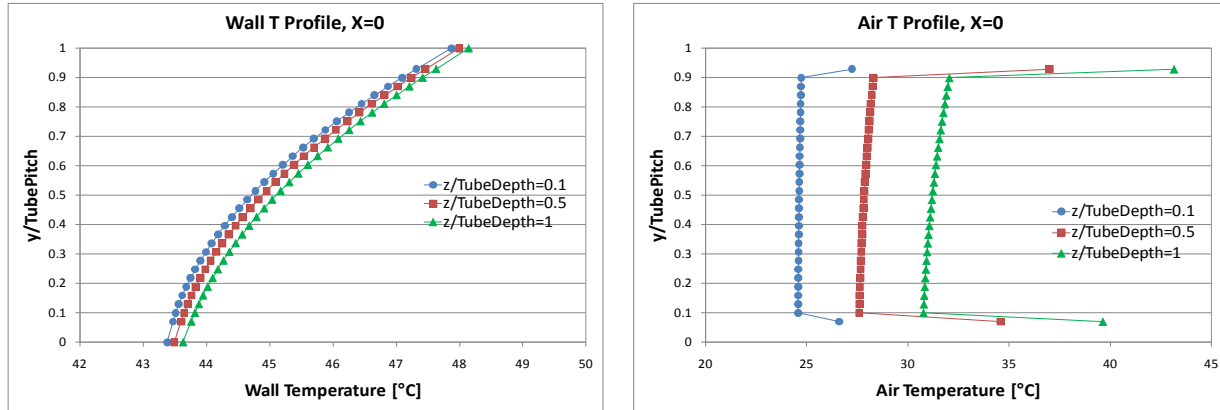 Wall T Profile, X=0
y/TubePitch
1
0.9
0.8
0.7
0.6
0.5
0.4
0.3
0.2
0.1
0
z/TubeDepth=0.1
z/TubeDepth=0.5
z/TubeDepth=1
42 43 44 45 46 47 48 49 50
Wall Temperature [°C]
Air T Profile, X=0
y/TubePitch
1
0.9
0.8
0.7
0.6
0.5
0.4
0.3
0.2
0.1
0
z/TubeDepth=0.1
z/TubeDepth=0.5
z/TubeDepth=1
20 25 30 35 40 45
Air Temperature [°C]